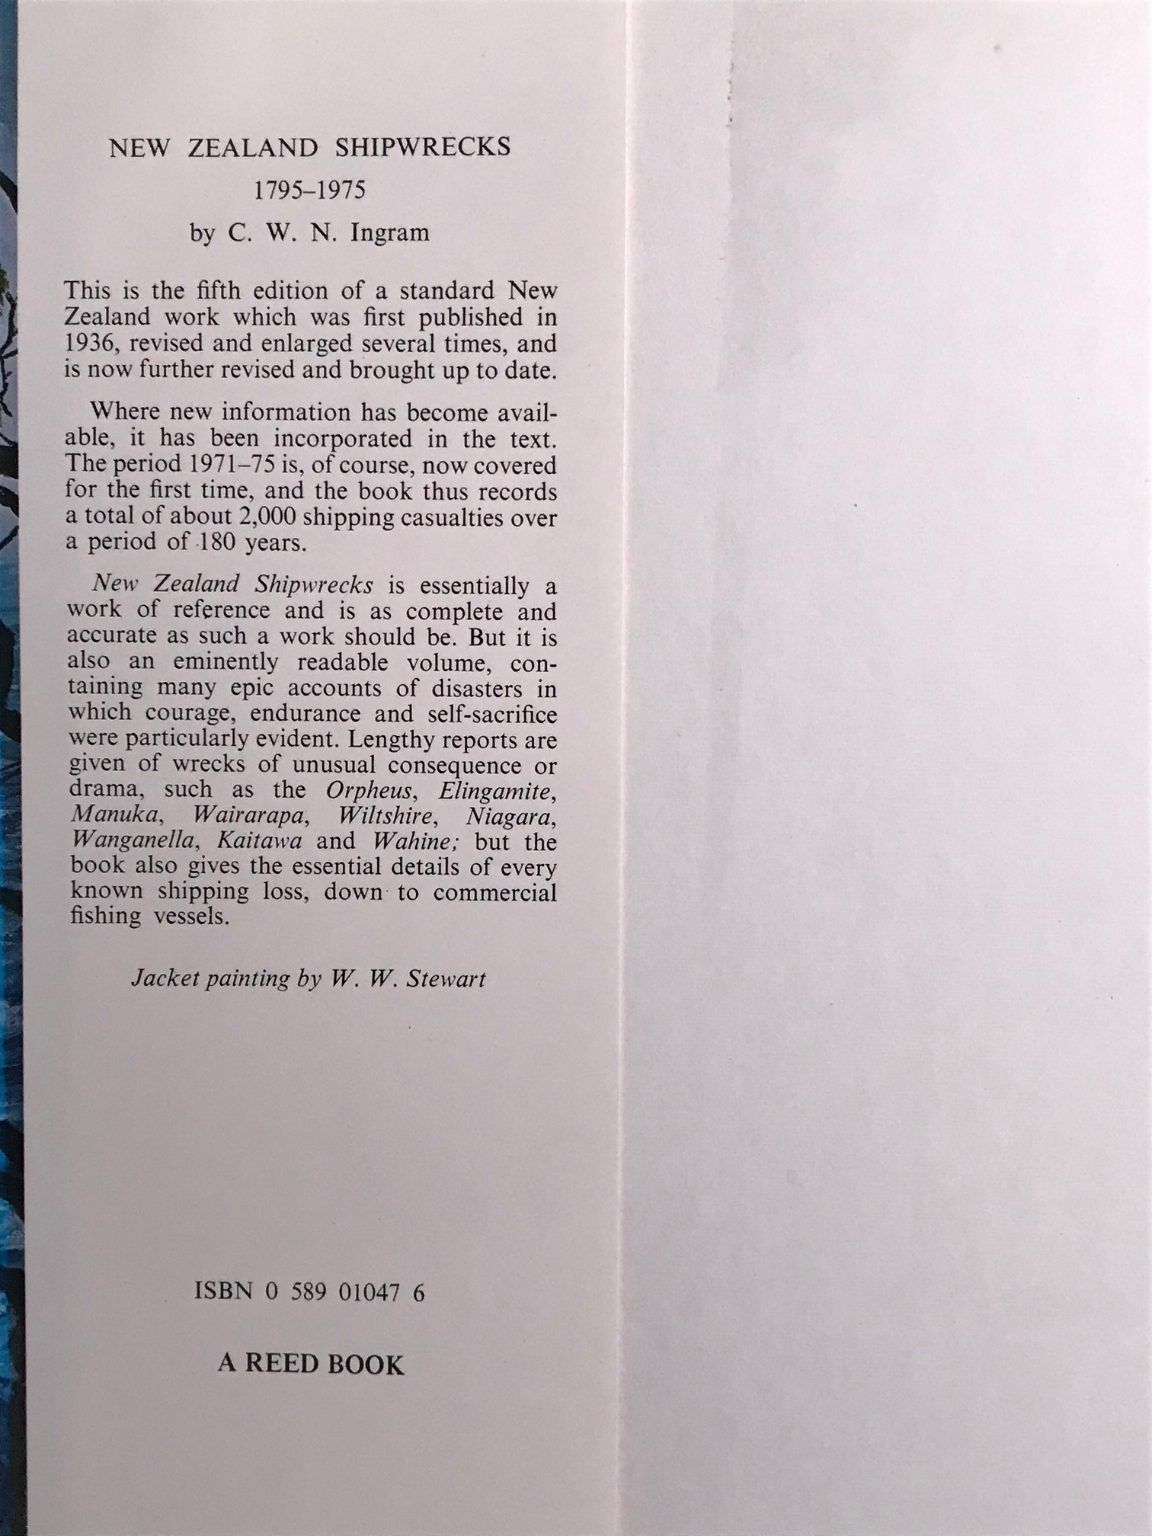 NEW ZEALAND SHIPWRECKS
1795–1975
by C. W. N. Ingram
This is the fifth edition of a standard New
Zealand work which was first published in
1936, revised and enlarged several times, and
is now further revised and brought up to date.
Where new information has become avail-
able, it has been incorporated in the text.
The period 1971–75 is, of course, now covered
for the first time, and the book thus records
a total of about 2,000 shipping casualties over
a period of 180 years.
New Zealand Shipwrecks is essentially a
work of reference and is as complete and
accurate as such a work should be. But it is
also an eminently readable volume, con-
taining many epic accounts of disasters in
which courage, endurance and self-sacrifice
were particularly evident. Lengthy reports are
given of wrecks of unusual consequence or
drama, such as the Orpheus, Elingamite,
Manuka, Wairarapa, Wiltshire, Niagara,
Wanganella, Kaitawa and Wahine; but the
book also gives the essential details of every
known shipping loss, down to commercial
fishing vessels.
Jacket painting by W. W. Stewart
ISBN 0 589 01047 6
A REED BOOK